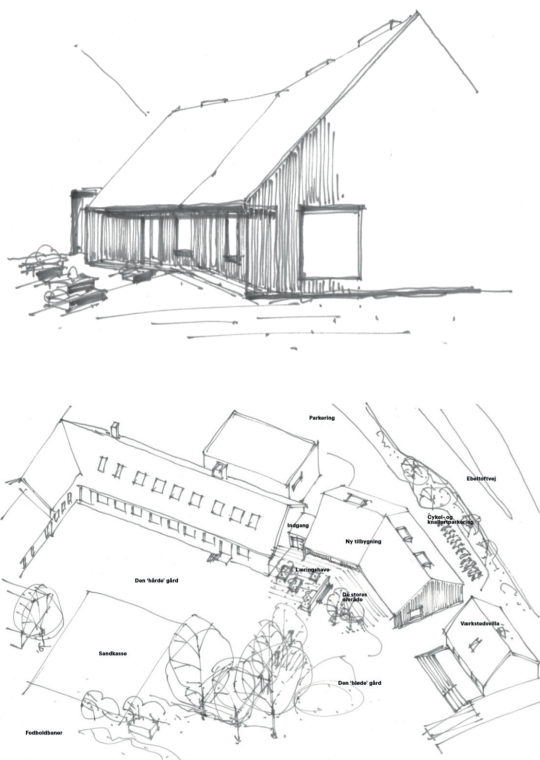 Parkering
Ebeltoftvej
Cykel- og
knallertparkering
Indgang
Ny tilbygning
Læringshave
Den 'hårde' gård
De stores
område
Værkstedsvilla
Sandkasse
Den 'bløde' gård
Fodboldbaner